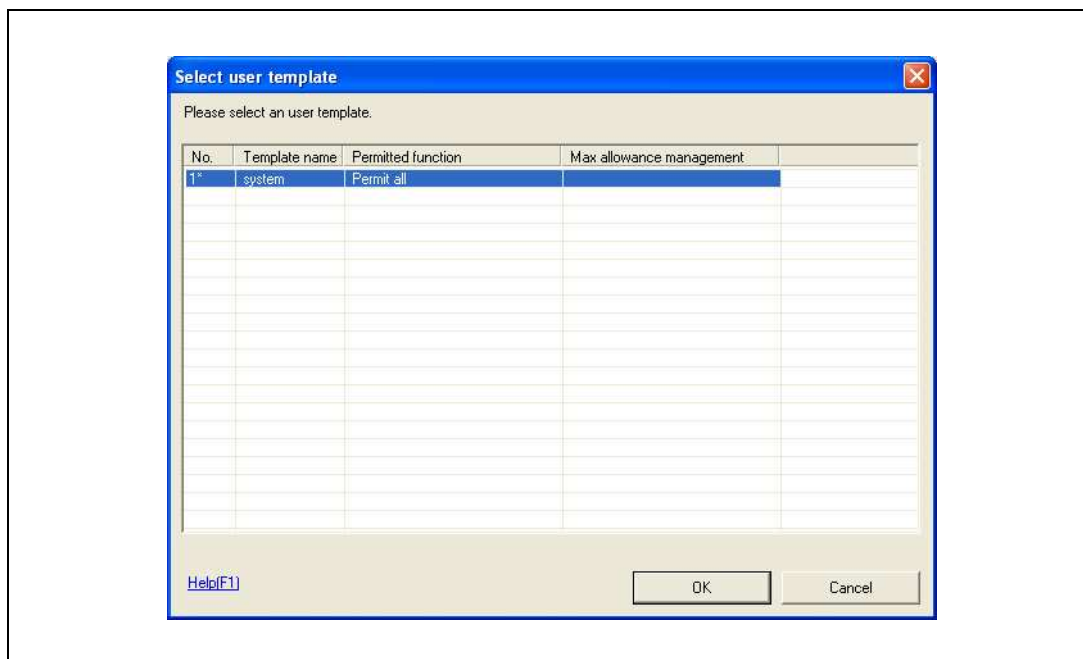 Select user template
Please select an user template.
No. Template name Permitted function Max allowance management
1* system Permit all
Help(F1)
OK Cancel